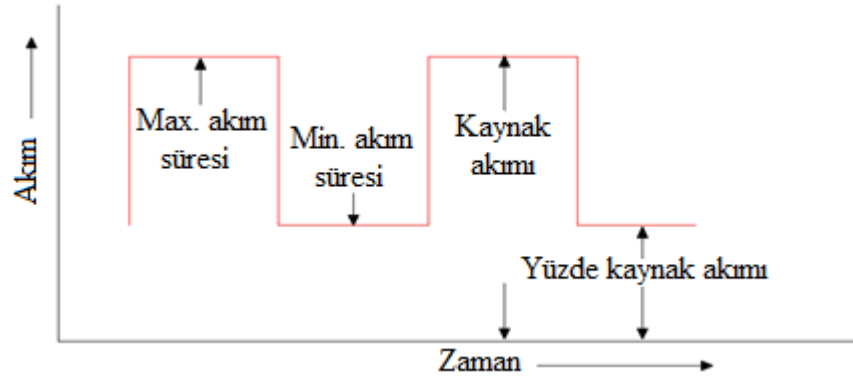 Akım
Max. akım
süresi
Min. akım
süresi
Kaynak
akımı
Yüzde kaynak akımı
Zaman